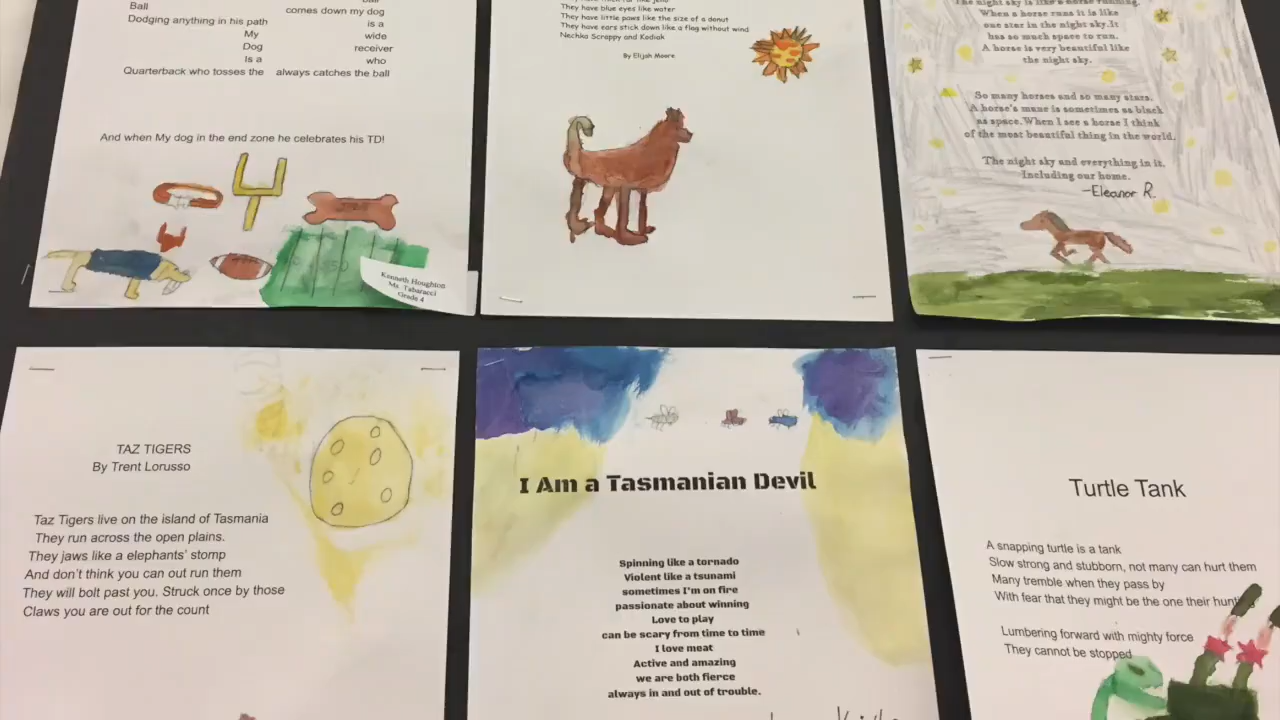 Ball
comes down my dog
Dodging anything in his path
is a
My
wide
Dog
receiver
Is a
who
Quarterback who tosses the
always catches the ball
And when My dog in the end zone he celebrates his TD!
Kenneth Houghton
Ms. Tabaracci
Grade 4
They have blue eyes like water
They have little paws like the size of a donut
They have ears stick down like a flag without wind
Nechka Scrappy and Kodiak
By Elijah Moore
The night sky is like a horse running.
When a horse runs it is like
one star in the night sky.It
has so much space to run.
A horse is very beautiful like
the night sky.
So many horses and so many stars.
A horse's mane is sometimes as black
as space.When I see a horse I think
of the most beautiful thing in the world.
The night sky and everything in it.
Including our home.
-Eleanor R.
TAZ TIGERS
By Trent Lorusso
Taz Tigers live on the island of Tasmania
They run across the open plains.
They jaws like a elephants' stomp
And don't think you can out run them
They will bolt past you. Struck once by those
Claws you are out for the count
I Am a Tasmanian Devil
Spinning like a tornado
Violent like a tsunami
sometimes I'm on fire
passionate about winning
Love to play
can be scary from time to time
I love meat
Active and amazing
we are both fierce
always in and out of trouble.
Turtle Tank
A snapping turtle is a tank
Slow strong and stubborn, not many can hurt them
Many tremble when they pass by
With fear that they might be the one their
Lumbering forward with mighty force
They cannot be stopped